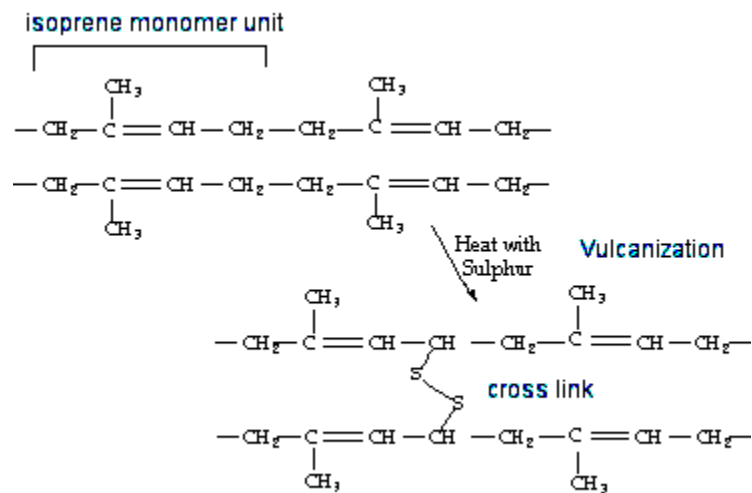 isoprene monomer unit
CH₃ CH₃
—CH₂—C=CH—CH₂—CH₂—C=CH—CH₂—
—CH₂—C=CH—CH₂—CH₂—C=CH—CH₂—
CH₃ CH₃
Heat with
Sulphur
Vulcanization
CH₃ CH₃
—CH₂—C=CH—CH—CH₂—C=CH—CH₂—
S
S
cross link
—CH₂—C=CH—CH—CH₂—C=CH—CH₂—
CH₃ CH₃